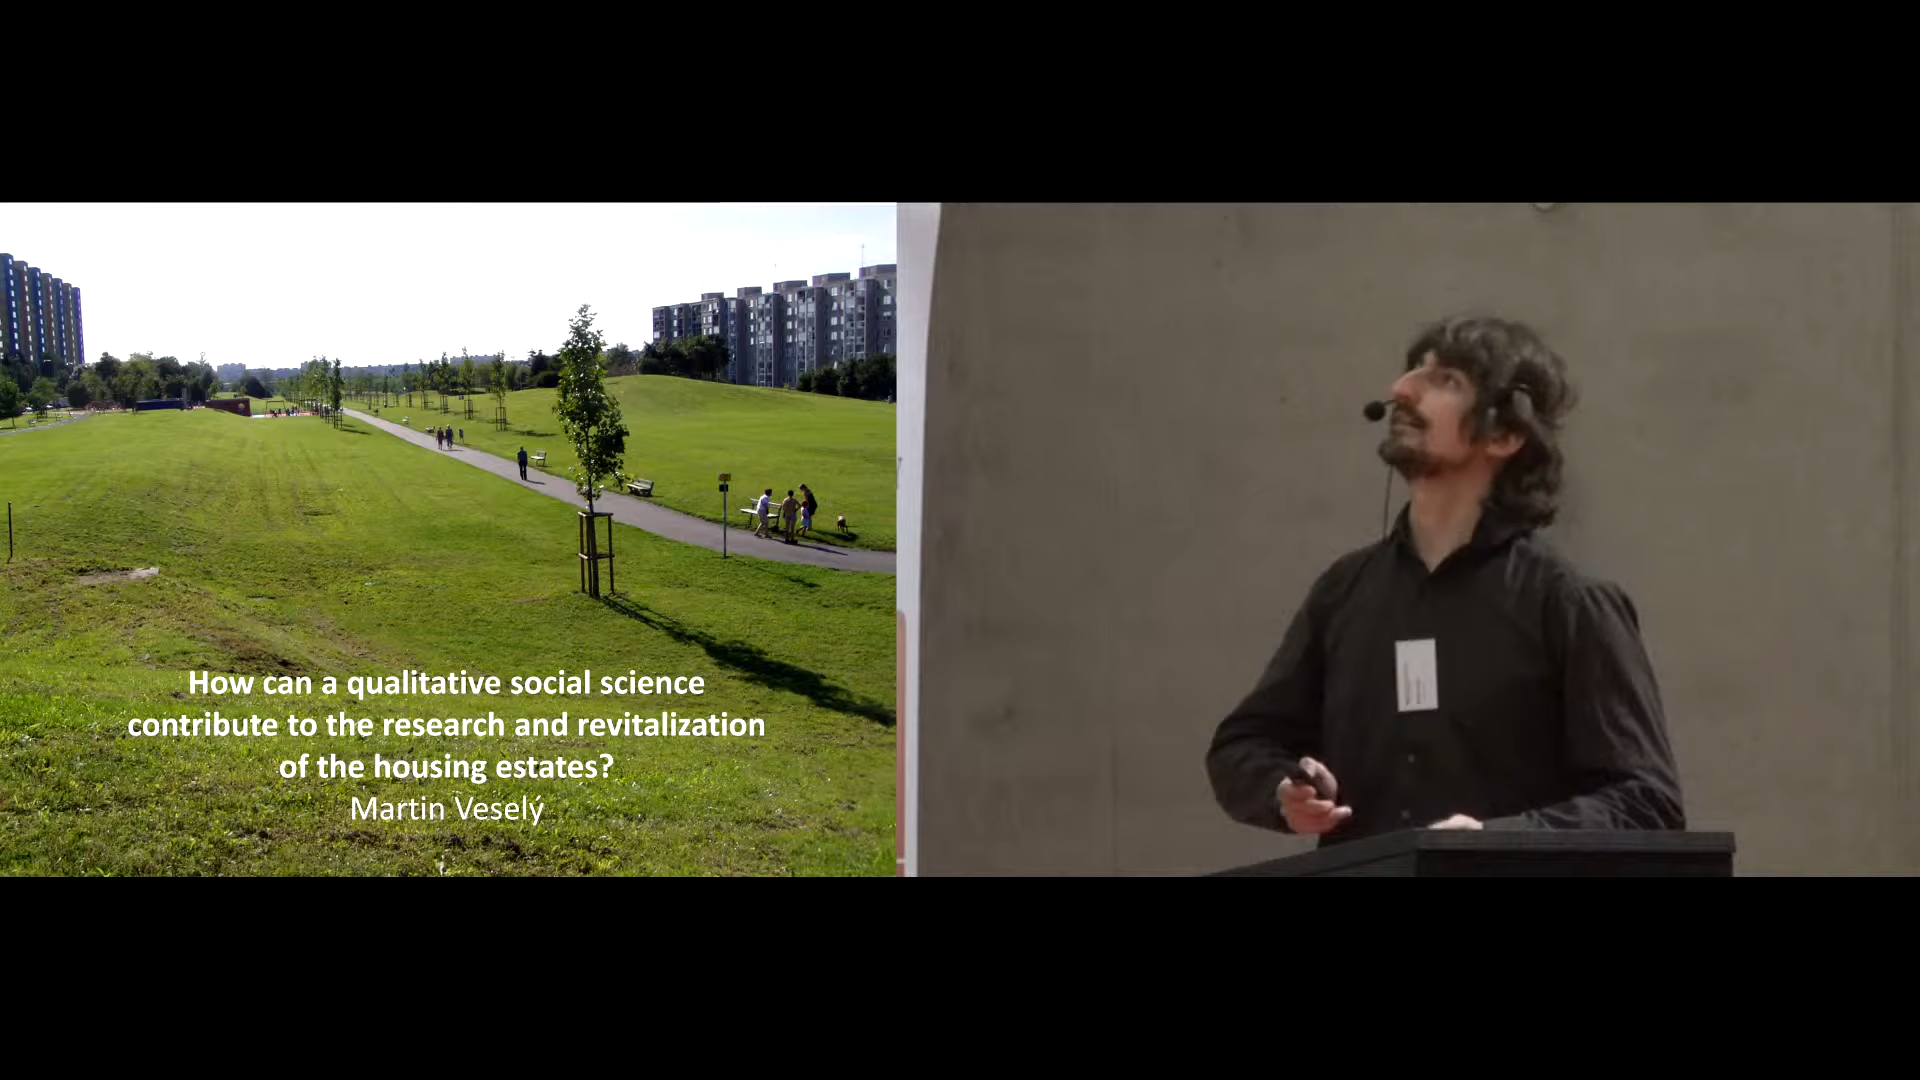 How can a qualitative social science
contribute to the research and revitalization
of the housing estates?
Martin Veselý